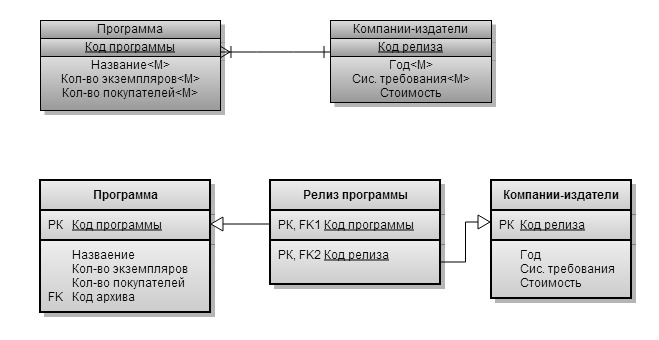 Программа
Код программы
Название<M>
Кол-во экземпляров<M>
Кол-во покупателей<M>
Компании-издатели
Код релиза
Год<M>
Сис. требования<M>
Стоимость
Программа
PK Код программы
Назваение
Кол-во экземпляров
Кол-во покупателей
FK Код архива
Релиз программы
PK, FK1 Код программы
PK, FK2 Код релиза
Компании-издатели
PK Код релиза
Год
Сис. требования
Стоимость